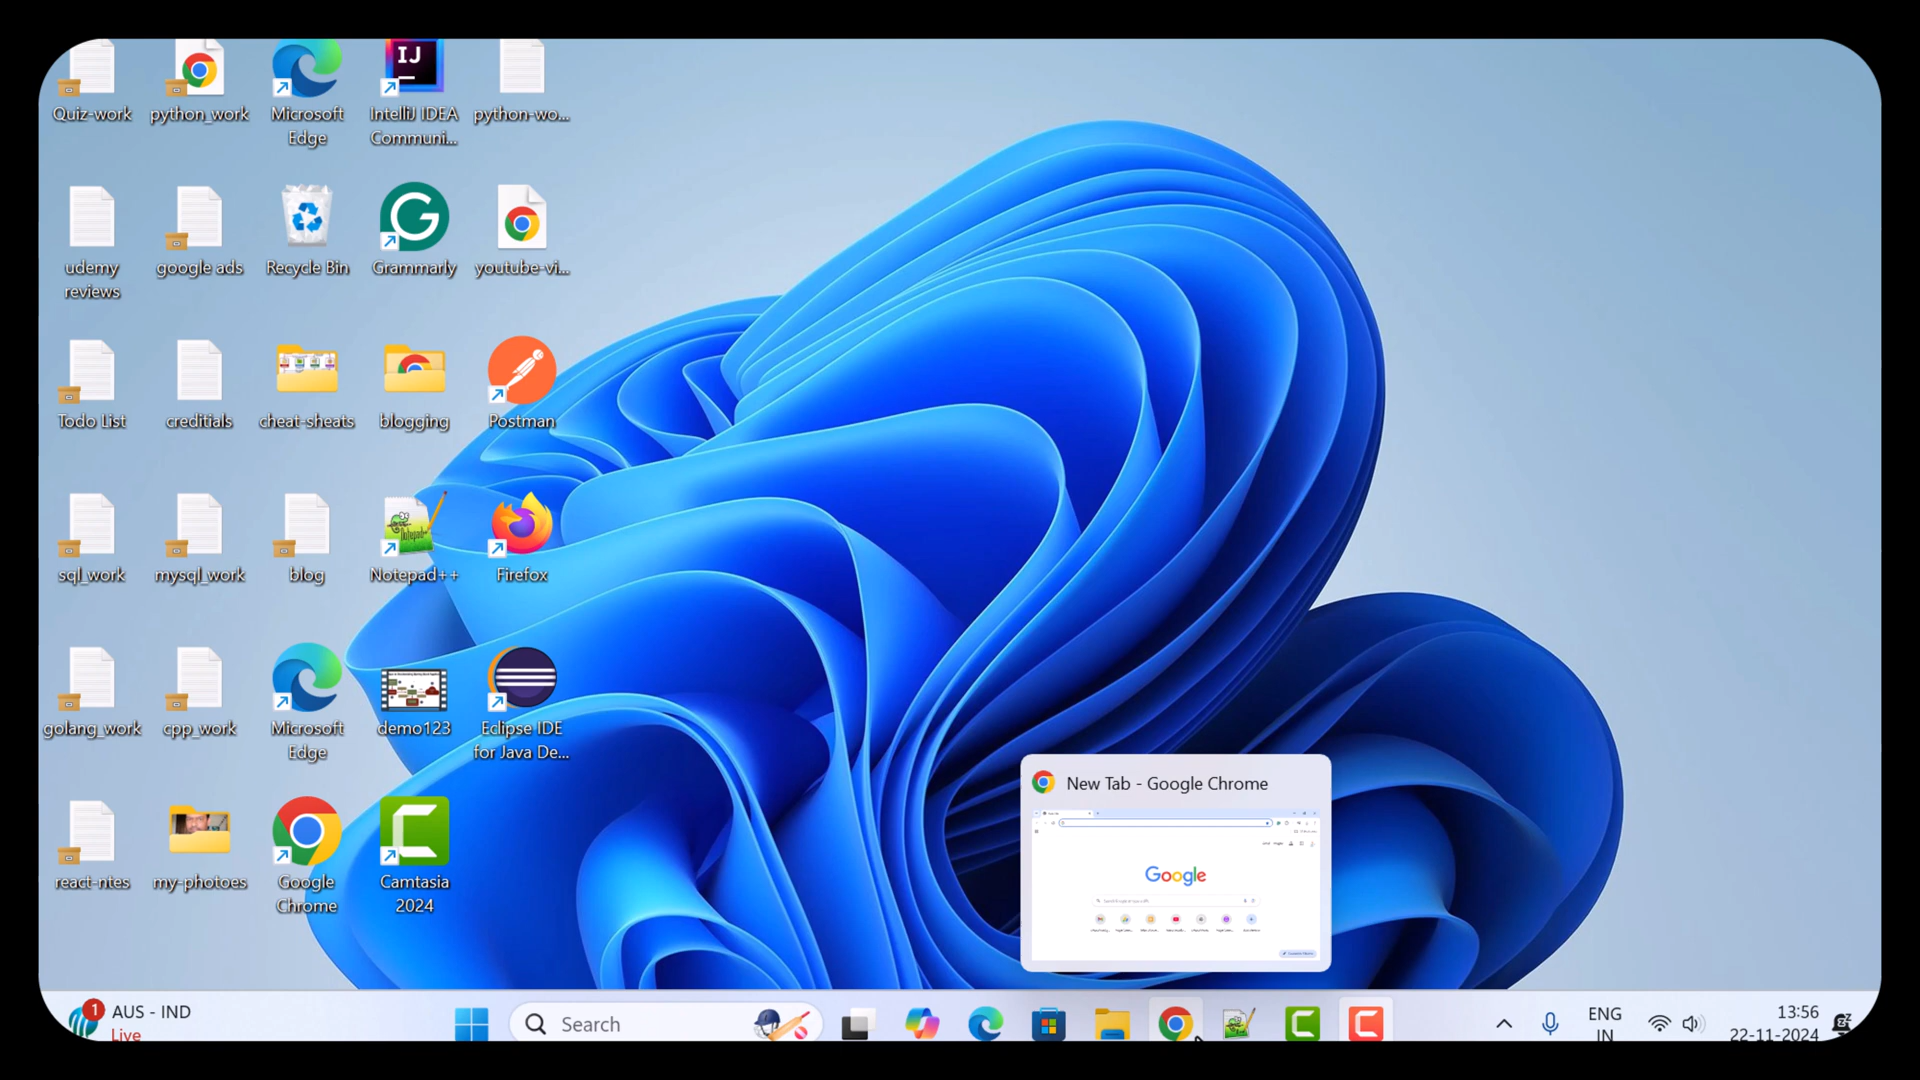 Quiz-work
python_work
Microsoft
Edge
IJ
IntelliJ IDEA
Communi...
python-wo...
udemy
reviews
google ads
Recycle Bin
Grammarly
youtube-vi...
Todo List
creditials
cheat-sheats
blogging
Postman
sql_work
mysql_work
blog
Notepad++
Firefox
golang_work
cpp_work
Microsoft
Edge
demo123
Eclipse IDE
for Java De...
react-ntes
my-photoes
Google
Chrome
Camtasia
2024
New Tab - Google Chrome
Google
1
AUS - IND
Live
Search
ENG
IN
13:56
22-11-2024